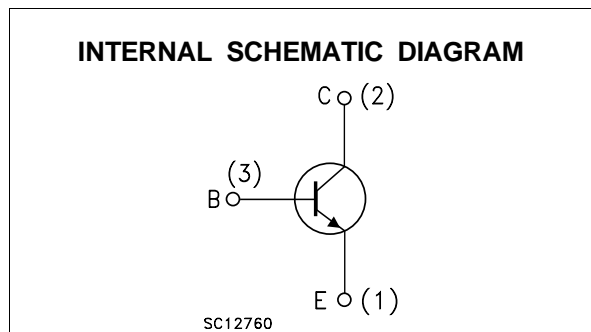 INTERNAL SCHEMATIC DIAGRAM
C (2)
(3)
B
E (1)
SC12760